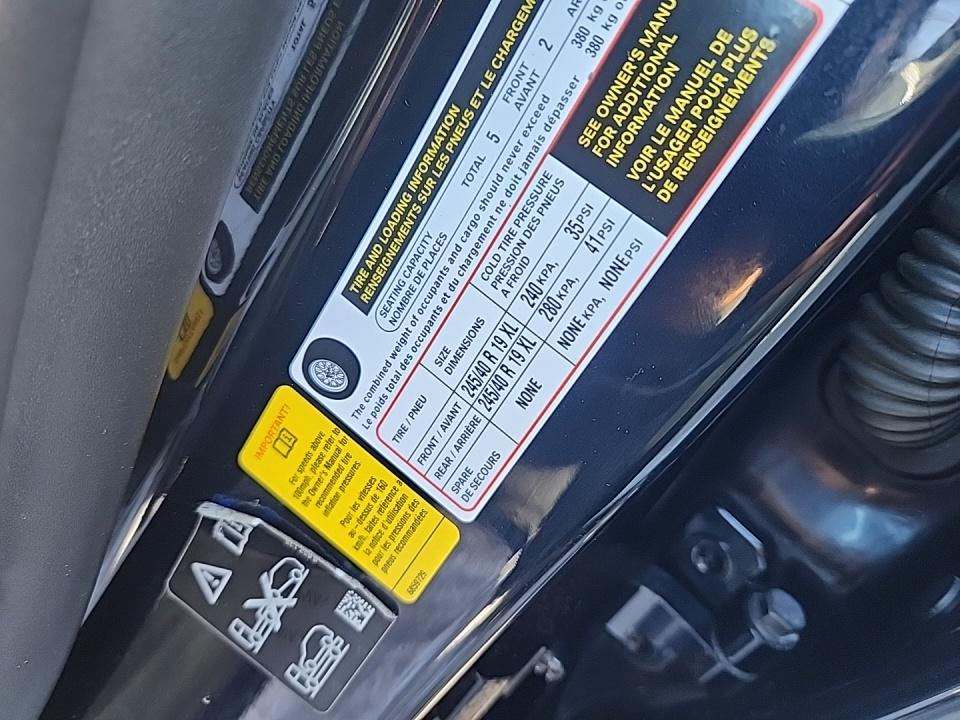 TIRE AND LOADING INFORMATION
RENSEIGNEMENTS SUR LES PNEUS ET LE CHARGEM
SEATING CAPACITY
NOMBRE DE PLACES
TOTAL 5
FRONT
AVANT 2
AR
The combined weight of occupants and cargo should never exceed 380 kg o
Le poids total des occupants et du chargement ne doit jamais dépasser 380 kg o
TIRE / PNEU
SIZE
DIMENSIONS
COLD TIRE PRESSURE
PRESSION DES PNEUS
A FROID
FRONT / AVANT 245/40 R 19 XL 240 KPA, 35 PSI
REAR / ARRIÈRE 245/40 R 19 XL 280 KPA, 41 PSI
SPARE
DE SECOURS
NONE NONE KPA, NONE PSI
SEE OWNER'S MANU
FOR ADDITIONAL
INFORMATION
VOIR LE MANUEL DE
L'USAGER POUR PLUS
DE RENSEIGNEMENTS
IMPORTANT!
For speeds above
100mph, please refer to
the Owner's Manual for
recommended tire
inflation pressures
Pour les vitesses
au-dessus de 160
km/h, faites référence à
la notice d'utilisation
pour les pressions des
pneus recommandées
6859729